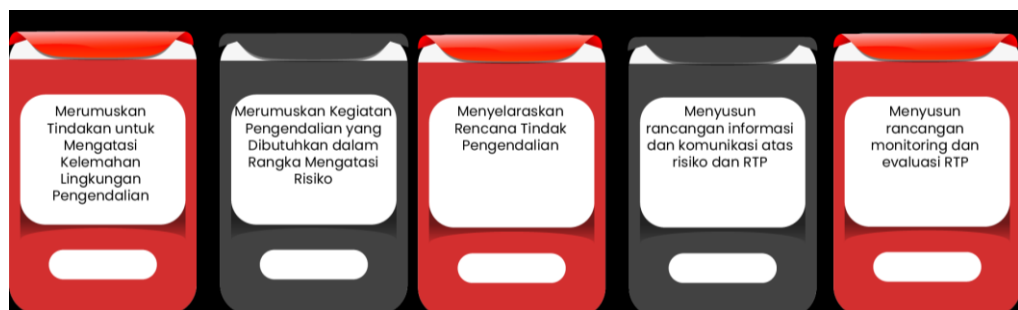 Merumuskan
Tindakan untuk
Mengatasi
Kelemahan
Lingkungan
Pengendalian
Merumuskan Kegiatan
Pengendalian yang
Dibutuhkan dalam
Rangka Mengatasi
Risiko
Menyelaraskan
Rencana Tindak
Pengendalian
Menyusun
rancangan informasi
dan komunikasi atas
risiko dan RTP
Menyusun
rancangan
monitoring dan
evaluasi RTP